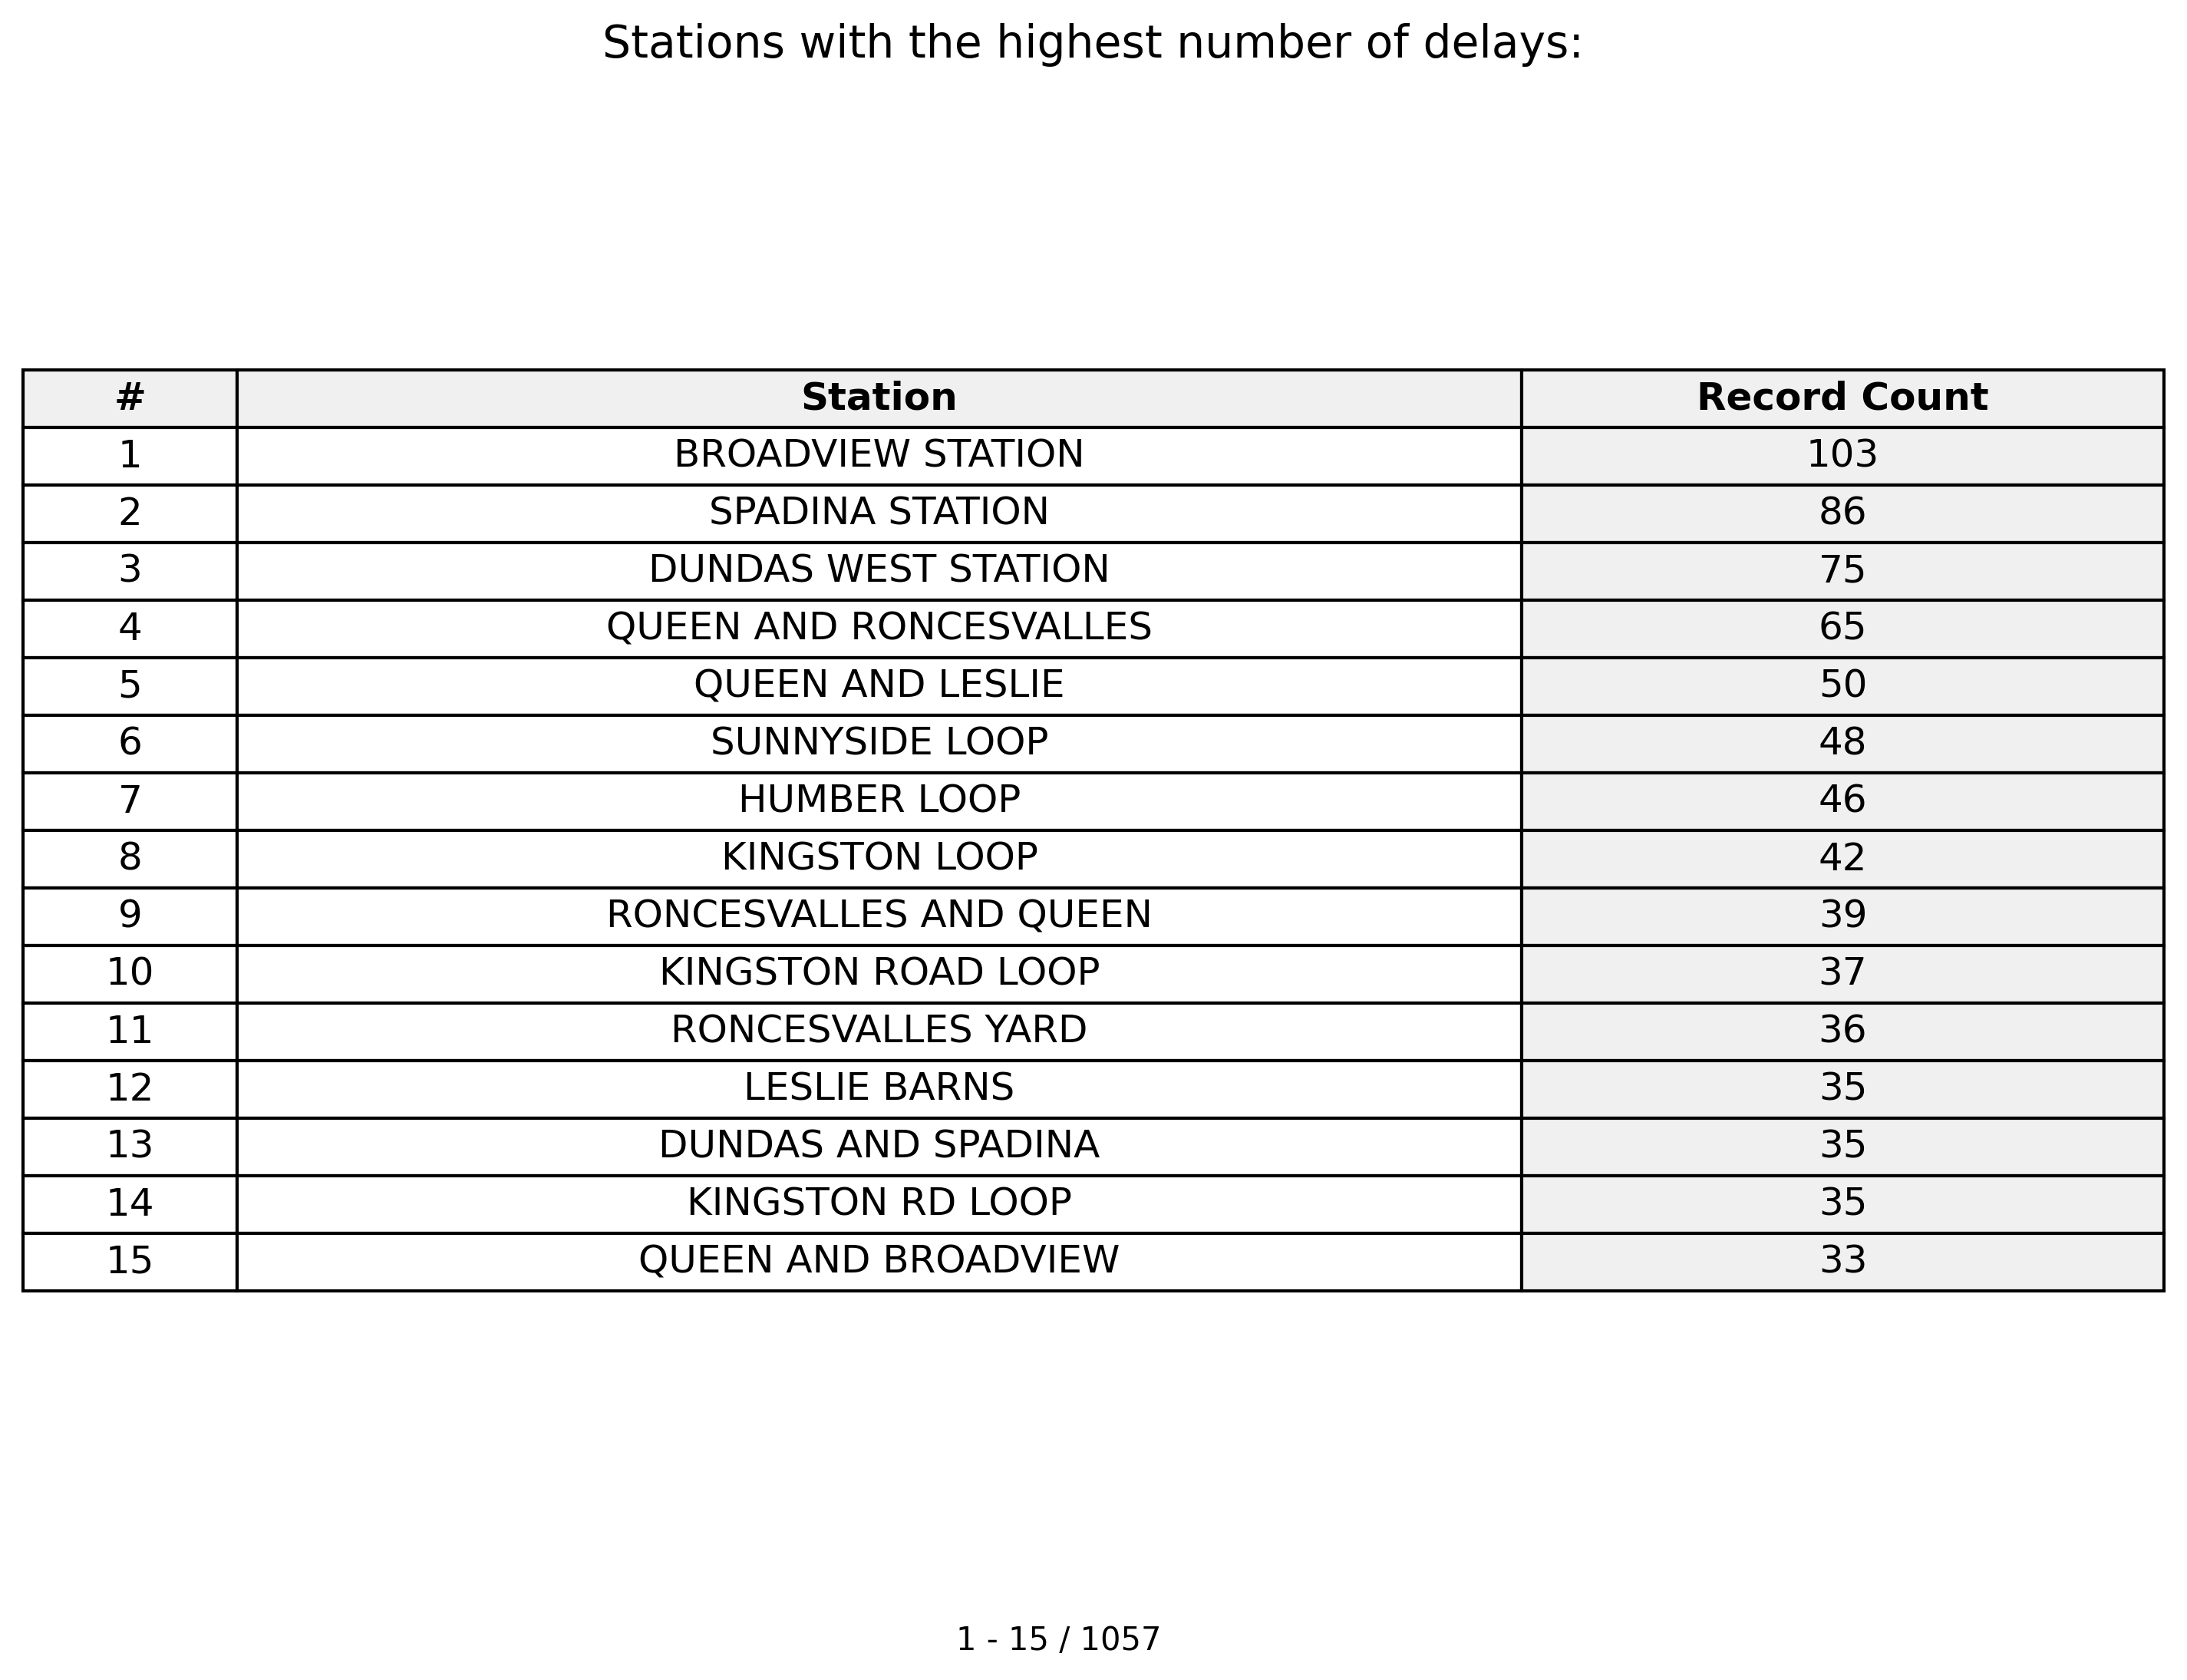 Stations with the highest number of delays:
# Station Record Count
1 BROADVIEW STATION 103
2 SPADINA STATION 86
3 DUNDAS WEST STATION 75
4 QUEEN AND RONCESVALLES 65
5 QUEEN AND LESLIE 50
6 SUNNYSIDE LOOP 48
7 HUMBER LOOP 46
8 KINGSTON LOOP 42
9 RONCESVALLES AND QUEEN 39
10 KINGSTON ROAD LOOP 37
11 RONCESVALLES YARD 36
12 LESLIE BARNS 35
13 DUNDAS AND SPADINA 35
14 KINGSTON RD LOOP 35
15 QUEEN AND BROADVIEW 33
1 - 15 / 1057